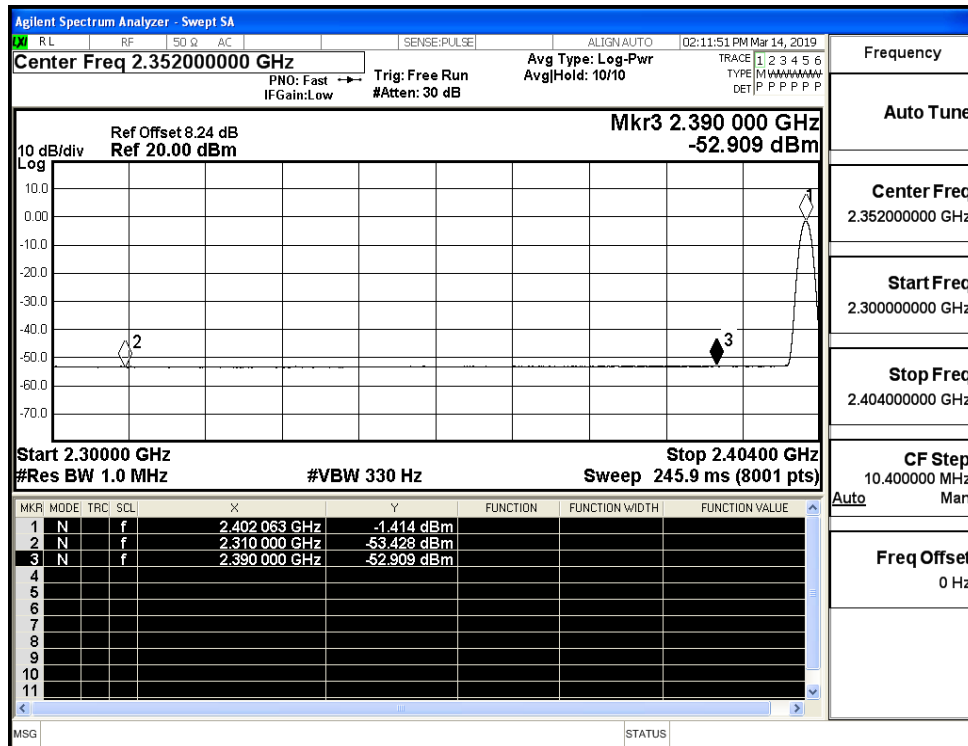 Agilent Spectrum Analyzer - Swept SA
LXI RL RF 50 Ω AC SENSE:PULSE ALIGN AUTO 02:11:51 PM Mar 14, 2019
Center Freq 2.352000000 GHz
PNO: Fast
IFGain:Low
Trig: Free Run
#Atten: 30 dB
Avg Type: Log-Pwr
Avg|Hold: 10/10
TRACE 1 2 3 4 5 6
TYPE M
DET P P P P P P
Ref Offset 8.24 dB
10 dB/div Ref 20.00 dBm
Log
Mkr3 2.390 000 GHz
-52.909 dBm
10.0
0.00
-10.0
-20.0
-30.0
-40.0
-50.0
-60.0
-70.0
1
2
3
Start 2.30000 GHz Stop 2.40400 GHz
#Res BW 1.0 MHz #VBW 330 Hz Sweep 245.9 ms (8001 pts)
MKR MODE TRC SCL X Y FUNCTION FUNCTION WIDTH FUNCTION VALUE
1 N f 2.402 063 GHz -1.414 dBm
2 N f 2.310 000 GHz -53.428 dBm
3 N f 2.390 000 GHz -52.909 dBm
4
5
6
7
8
9
10
11
MSG STATUS
Frequency
Auto Tune
Center Freq
2.352000000 GHz
Start Freq
2.300000000 GHz
Stop Freq
2.404000000 GHz
CF Step
10.400000 MHz
Auto Man
Freq Offset
0 Hz